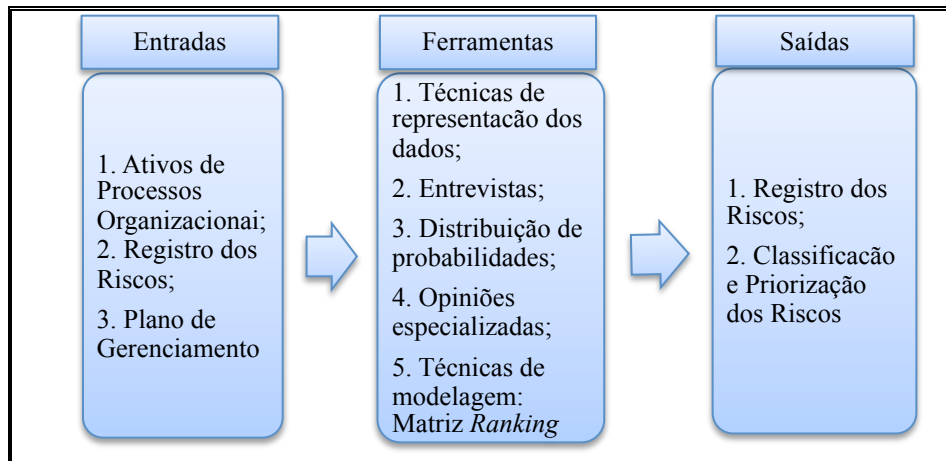 Entradas
1. Ativos de
Processos
Organizacionai;
2. Registro dos
Riscos;
3. Plano de
Gerenciamento
Ferramentas
1. Técnicas de
representacão dos
dados;
2. Entrevistas;
3. Distribuição de
probabilidades;
4. Opiniões
especializadas;
5. Técnicas de
modelagem:
Matriz Ranking
Saídas
1. Registro dos
Riscos;
2. Classificacão
e Priorização
dos Riscos